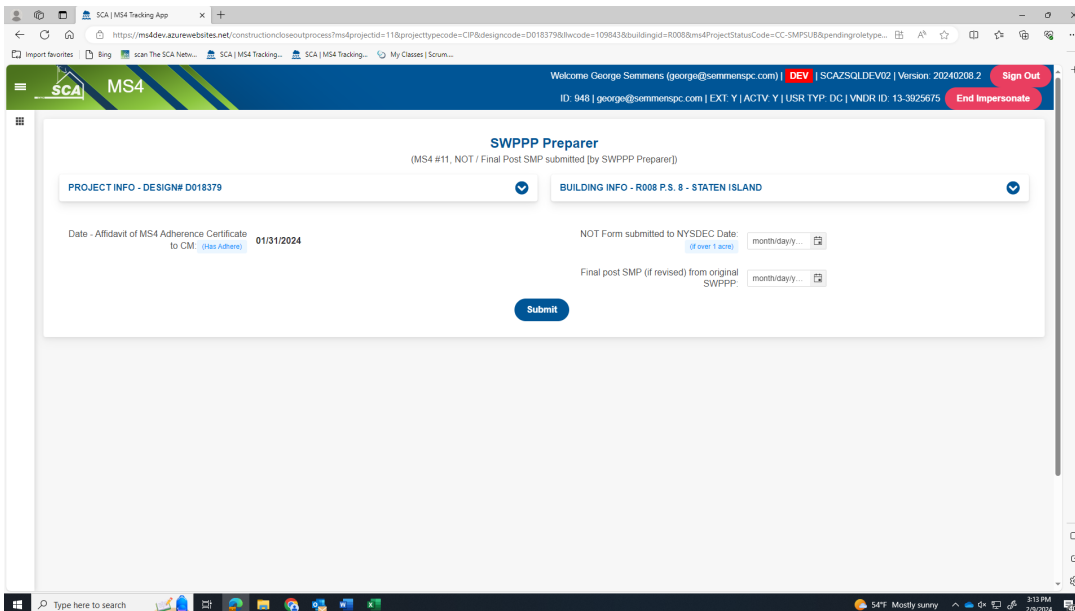 SCA | MS4 Tracking App
https://ms4dev.azurewebsites.net/constructioncloseoutprocess?ms4projectid=11&projecttypecode=CIP&designcode=D018379&llwcode=109843&buildingid=R008&ms4ProjectStatusCode=CC-SMPSUB&pendingroletype...
Import favorites
Bing
scan The SCA Netw...
SCA | MS4 Tracking...
SCA | MS4 Tracking...
My Classes | Scrum....
SCA
MS4
Welcome George Semmens (george@semmenspc.com) | DEV | SCAZSQLDEV02 | Version: 20240208.2
Sign Out
ID: 948 | george@semmenspc.com | EXT: Y | ACTV: Y | USR TYP: DC | VNDR ID: 13-3925675
End Impersonate
SWPPP Preparer
(MS4 #11, NOT / Final Post SMP submitted [by SWPPP Preparer])
PROJECT INFO - DESIGN# D018379
BUILDING INFO - R008 P.S. 8 - STATEN ISLAND
Date - Affidavit of MS4 Adherence Certificate
to CM: (Has Adhere)
01/31/2024
NOT Form submitted to NYSDEC Date:
(if over 1 acre)
month/day/y...
Final post SMP (if revised) from original
SWPPP:
month/day/y...
Submit
Type here to search
54°F Mostly sunny
3:13 PM
2/9/2024